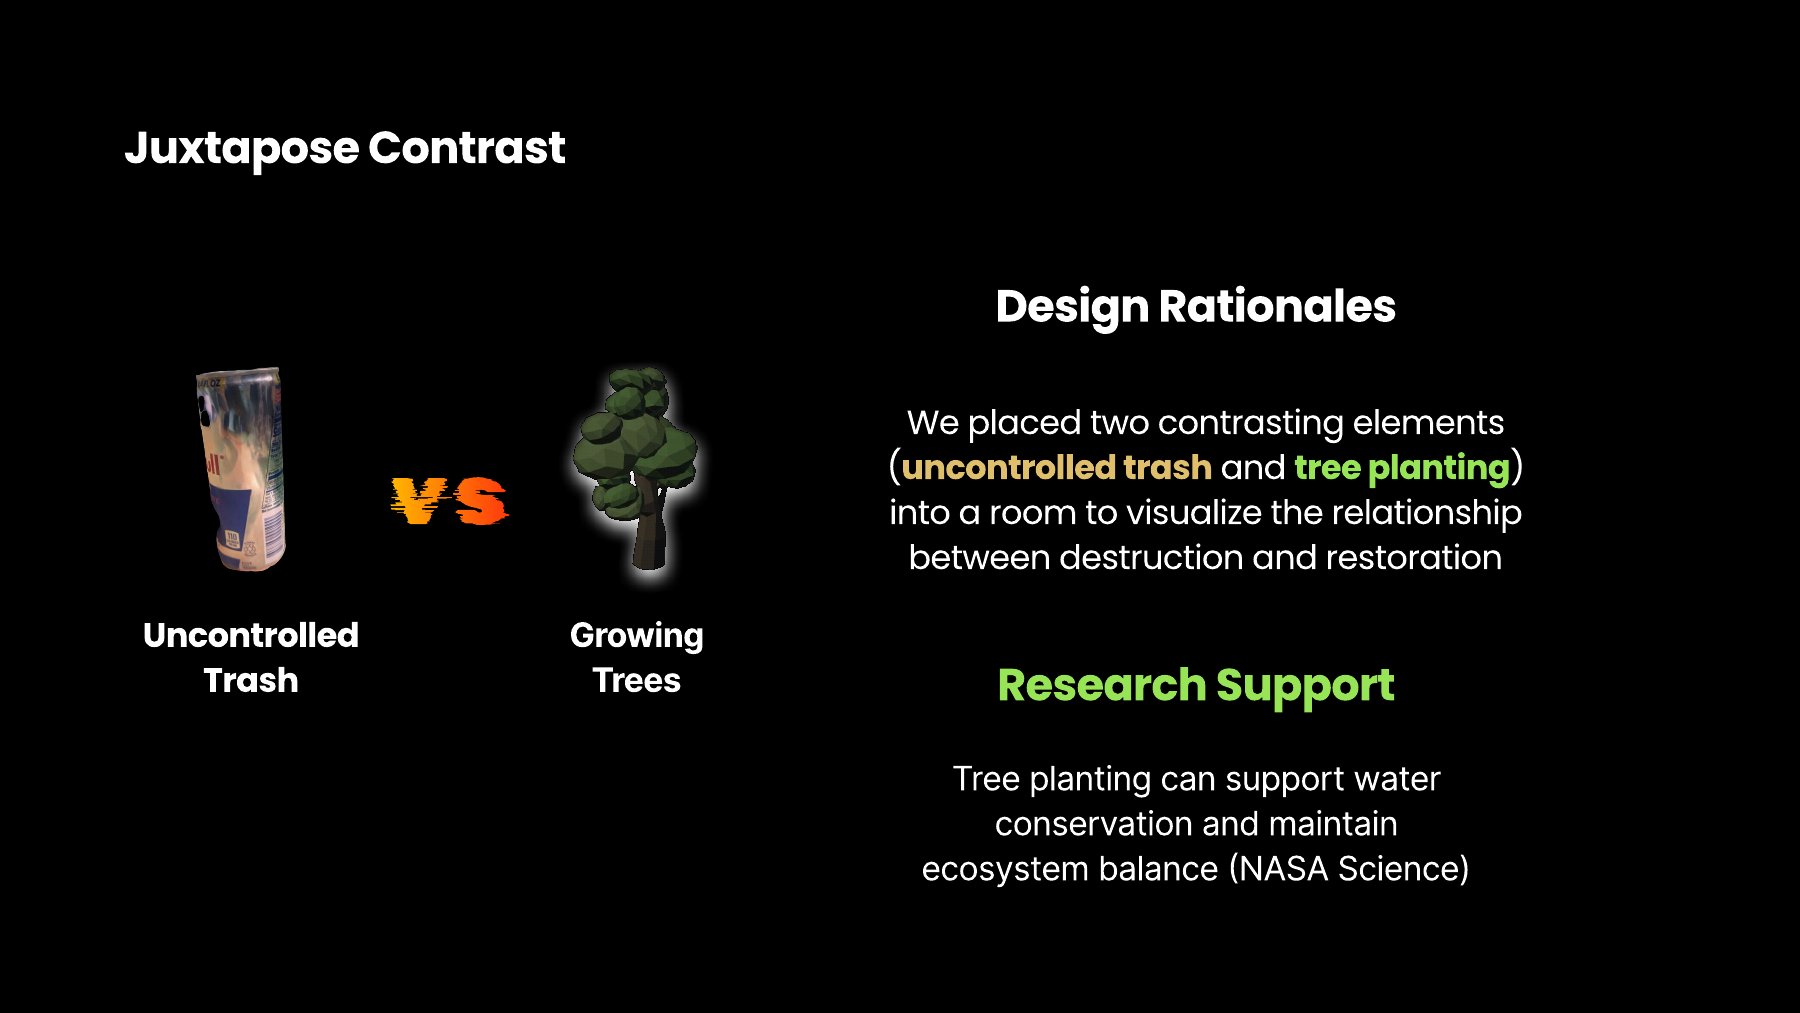 Juxtapose Contrast
VS
Uncontrolled
Trash
Growing
Trees
Design Rationales
We placed two contrasting elements
(uncontrolled trash and tree planting)
into a room to visualize the relationship
between destruction and restoration
Research Support
Tree planting can support water
conservation and maintain
ecosystem balance (NASA Science)